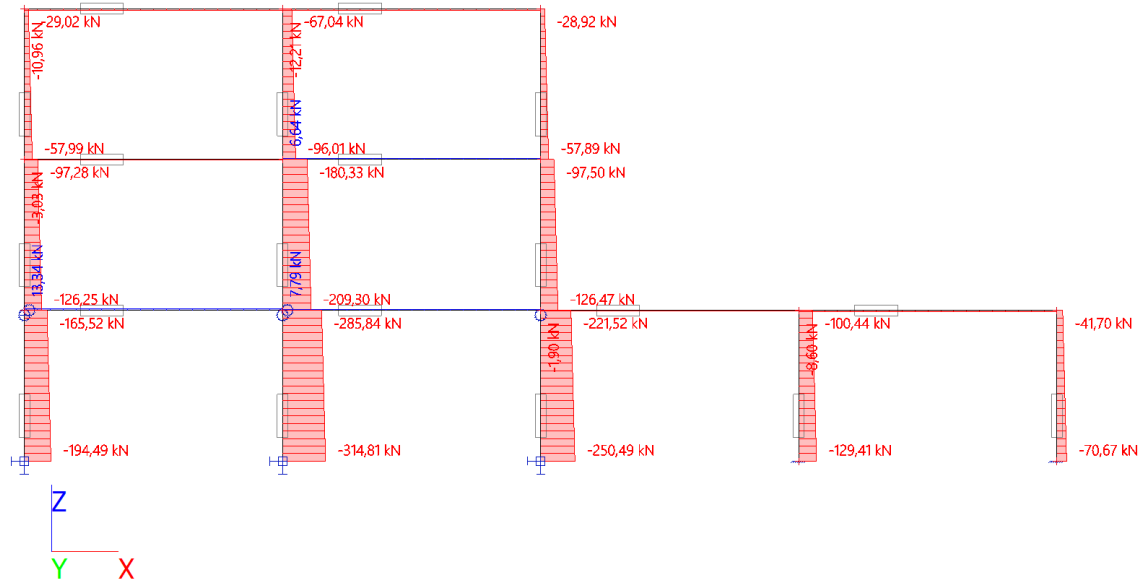 -29,02 kN
-67,04 kN
-28,92 kN
-10,96 kN
-12,21 kN
6,64 kN
-57,99 kN
-96,01 kN
-57,89 kN
-97,28 kN
-180,33 kN
-97,50 kN
-3,03 kN
13,34 kN
7,79 kN
-126,25 kN
-209,30 kN
-126,47 kN
-165,52 kN
-285,84 kN
-221,52 kN
-100,44 kN
-41,70 kN
-1,90 kN
-8,60 kN
-194,49 kN
-314,81 kN
-250,49 kN
-129,41 kN
-70,67 kN
Z
Y X